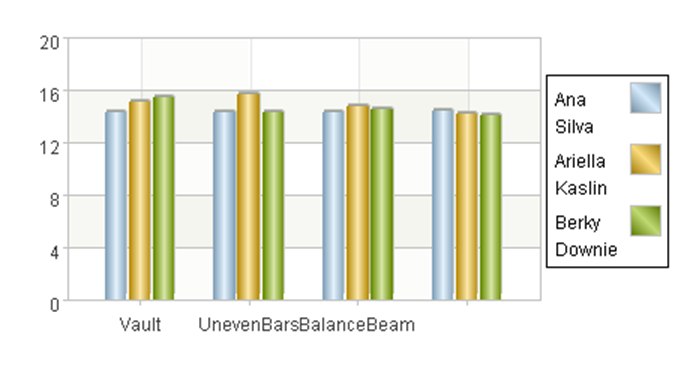 20
16
12
8
4
0
Vault UnevenBarsBalanceBeam
Ana
Silva
Ariella
Kaslin
Berky
Downie